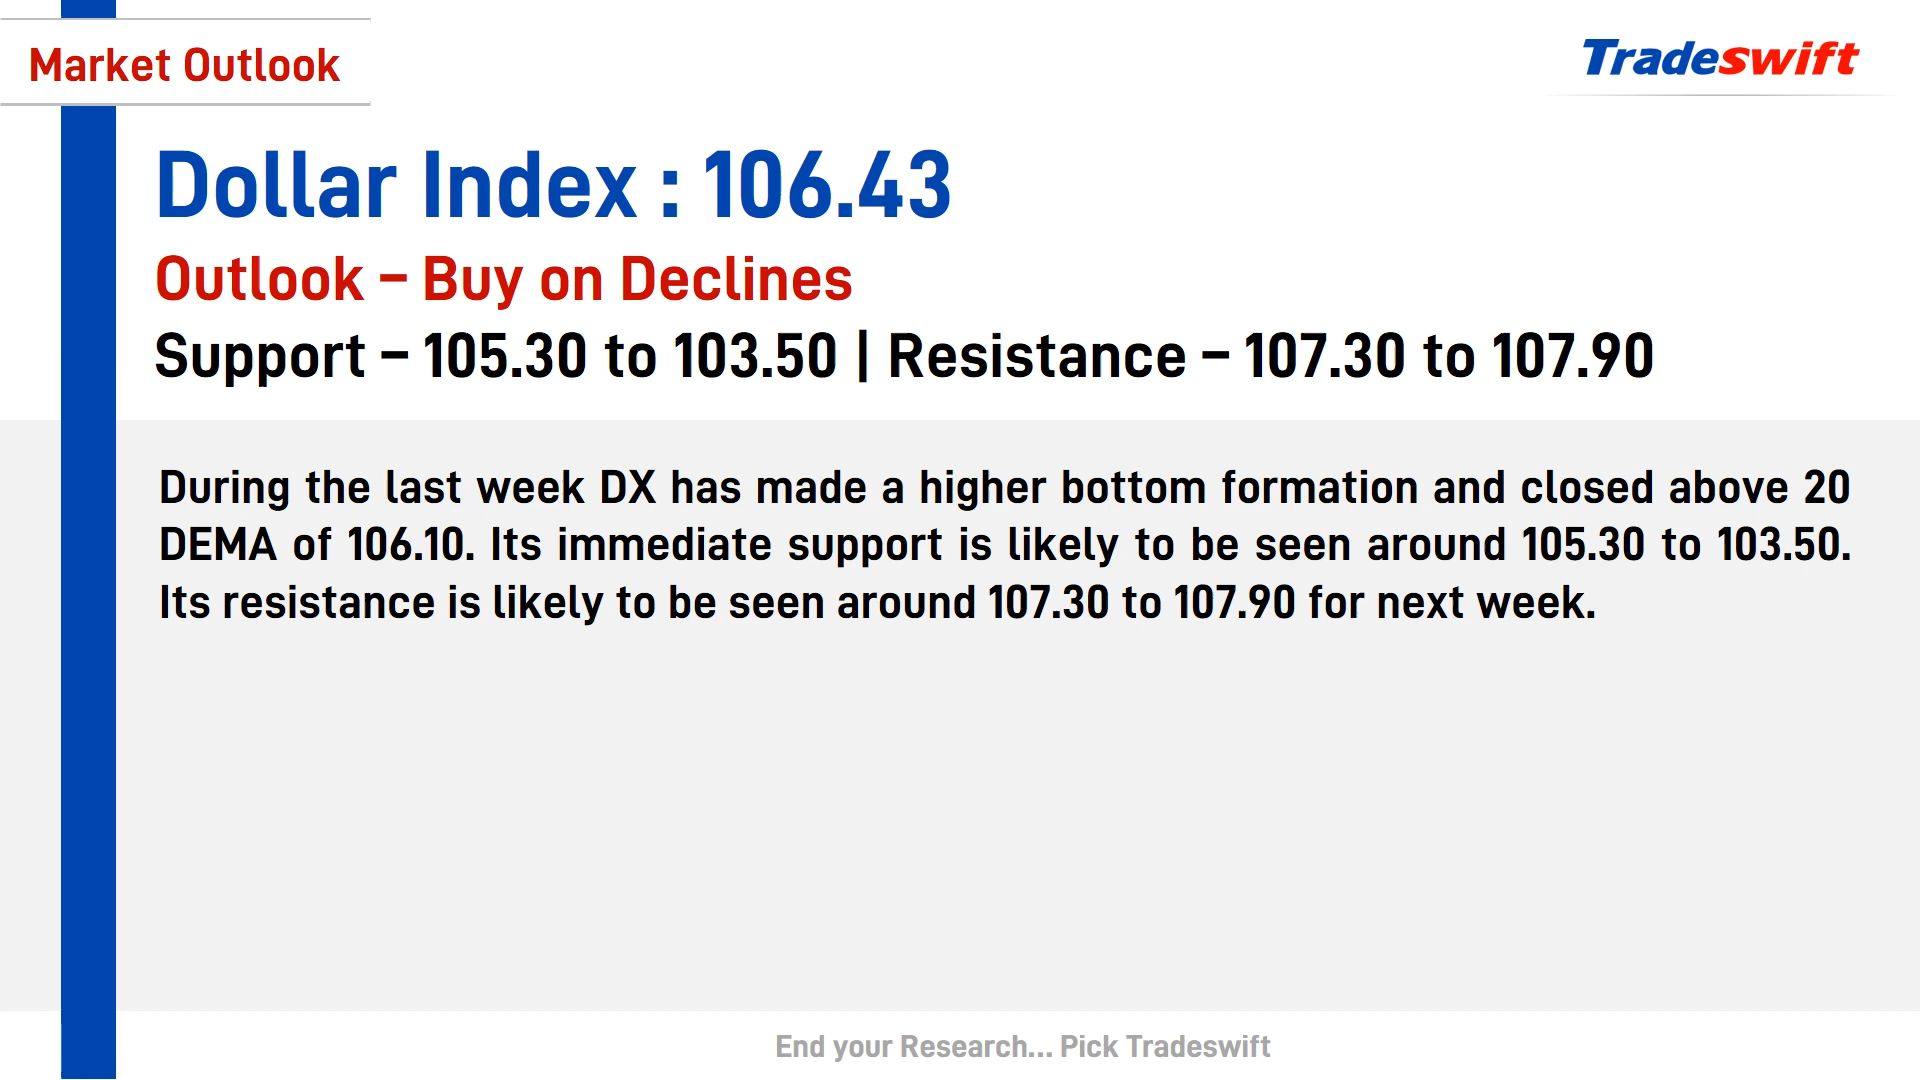 Market Outlook
Tradeswift
Dollar Index : 106.43
Outlook – Buy on Declines
Support – 105.30 to 103.50 | Resistance – 107.30 to 107.90
During the last week DX has made a higher bottom formation and closed above 20
DEMA of 106.10. Its immediate support is likely to be seen around 105.30 to 103.50.
Its resistance is likely to be seen around 107.30 to 107.90 for next week.
End your Research... Pick Tradeswift